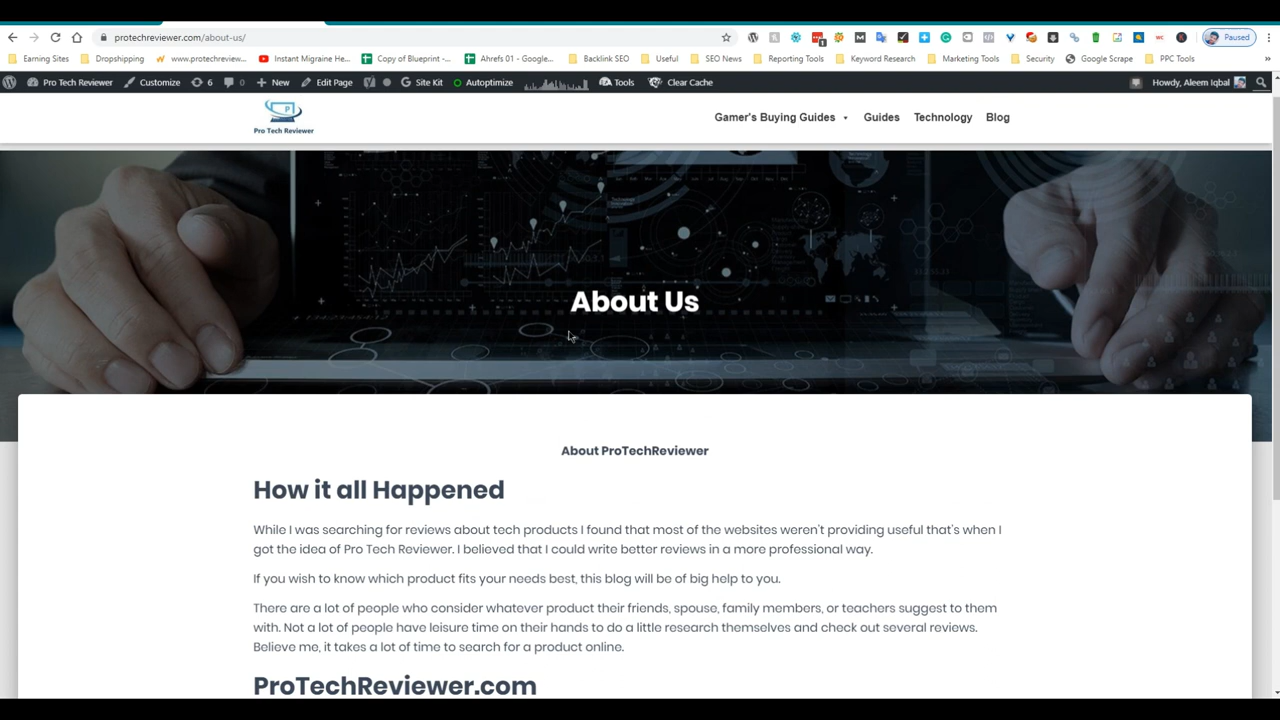 protechreviewer.com/about-us/
Paused
Earning Sites
Dropshipping
www.protechreview...
Instant Migraine He...
Copy of Blueprint -...
Ahrefs 01 - Google...
Backlink SEO
Useful
SEO News
Reporting Tools
Keyword Research
Marketing Tools
Security
Google Scrape
PPC Tools
»
Pro Tech Reviewer
Customize
6
0
New
Edit Page
Site Kit
Autoptimize
Tools
Clear Cache
Howdy, Aleem Iqbal
P
Pro Tech Reviewer
Gamer's Buying Guides
Guides
Technology
Blog
About Us
About ProTechReviewer
How it all Happened
While I was searching for reviews about tech products I found that most of the websites weren't providing useful that's when I
got the idea of Pro Tech Reviewer. I believed that I could write better reviews in a more professional way.
If you wish to know which product fits your needs best, this blog will be of big help to you.
There are a lot of people who consider whatever product their friends, spouse, family members, or teachers suggest to them
with. Not a lot of people have leisure time on their hands to do a little research themselves and check out several reviews.
Believe me, it takes a lot of time to search for a product online.
ProTechReviewer.com